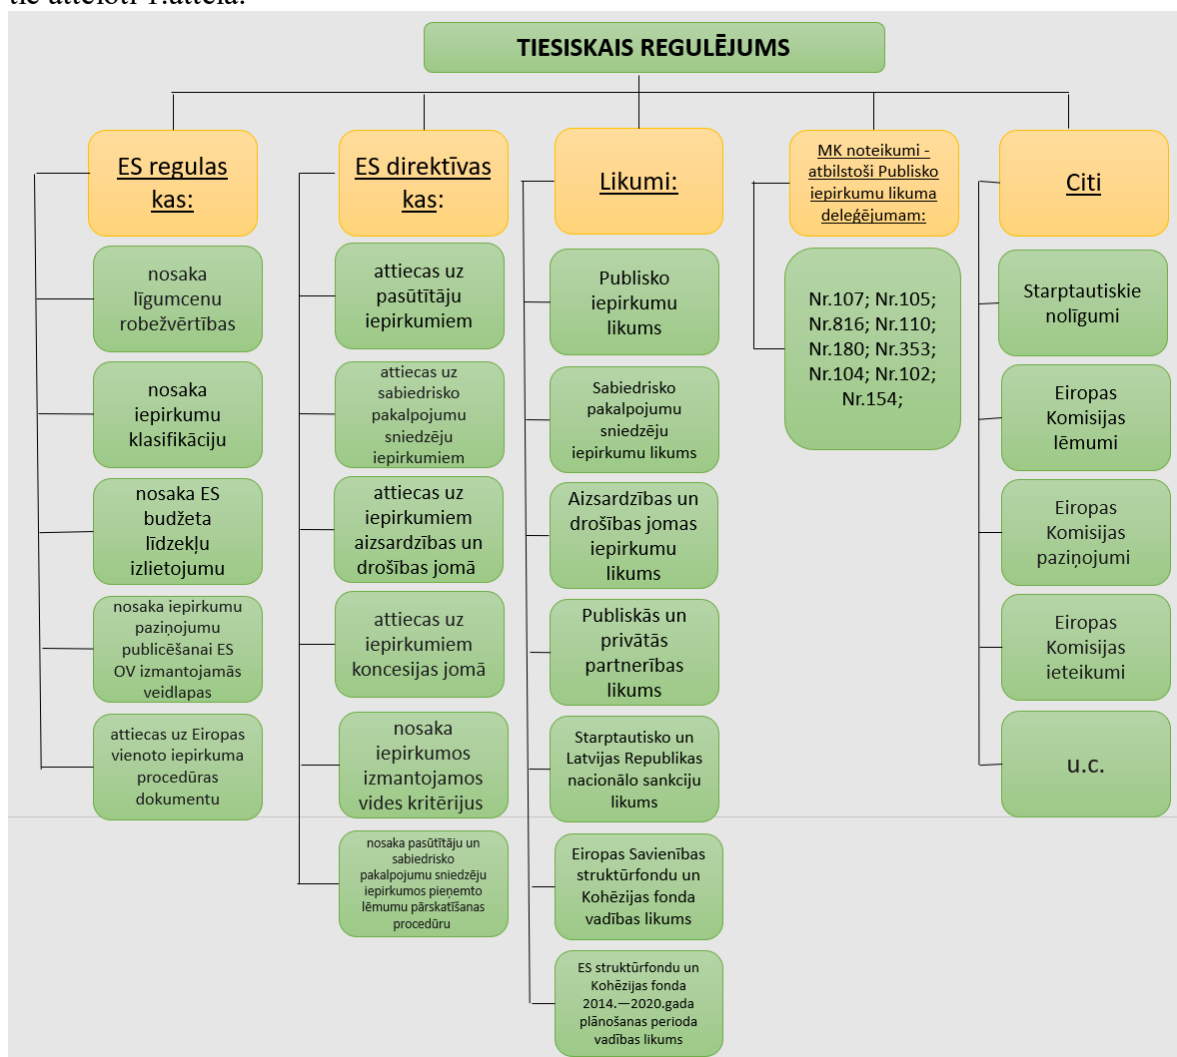 tie attēloti 1.attēlā.
TIESISKAIS REGULĒJUMS
ES regulas
kas:
nosaka
līgumcenu
robežvērtības
nosaka
iepirkumu
klasifikāciju
nosaka ES
budžeta
līdzekļu
izlietojumu
nosaka iepirkumu
paziņojumu
publicēšanai ES
OV izmantojamās
veidlapas
attiecas uz Eiropas
vienoto iepirkuma
procedūras
dokumentu
ES direktīvas
kas:
attiecas uz
pasūtītāju
iepirkumiem
attiecas uz
sabiedrisko
pakalpojumu
sniedzēju
iepirkumiem
attiecas uz
iepirkumiem
aizsardzības un
drošības jomā
attiecas uz
iepirkumiem
koncesijas jomā
nosaka
iepirkumos
izmantojamos
vides kritērijus
nosaka pasūtītāju un
sabiedrisko
pakalpojumu sniedzēju
iepirkumos pieņemto
lēmumu pārskatīšanas
procedūru
Likumi:
Publisko
iepirkumu
likums
Sabiedrisko
pakalpojumu
sniedzēju
iepirkumu likums
Aizsardzības un
drošības jomas
iepirkumu
likums
Publiskās un
privātās
partnerības
likums
Starptautisko un
Latvijas Republikas
nacionālo sankciju
likums
Eiropas Savienības
struktūrfondu un
Kohēzijas fonda
vadības likums
ES struktūrfondu un
Kohēzijas fonda
2014.—2020.gada
plānošanas perioda
vadības likums
MK noteikumi -
atbilstoši Publisko
iepirkumu likuma
deleģējumam:
Nr.107; Nr.105;
Nr.816; Nr.110;
Nr.180; Nr.353;
Nr.104; Nr.102;
Nr.154;
Citi
Starptautiskie
nolīgumi
Eiropas
Komisijas
lēmumi
Eiropas
Komisijas
paziņojumi
Eiropas
Komisijas
ieteikumi
u.c.